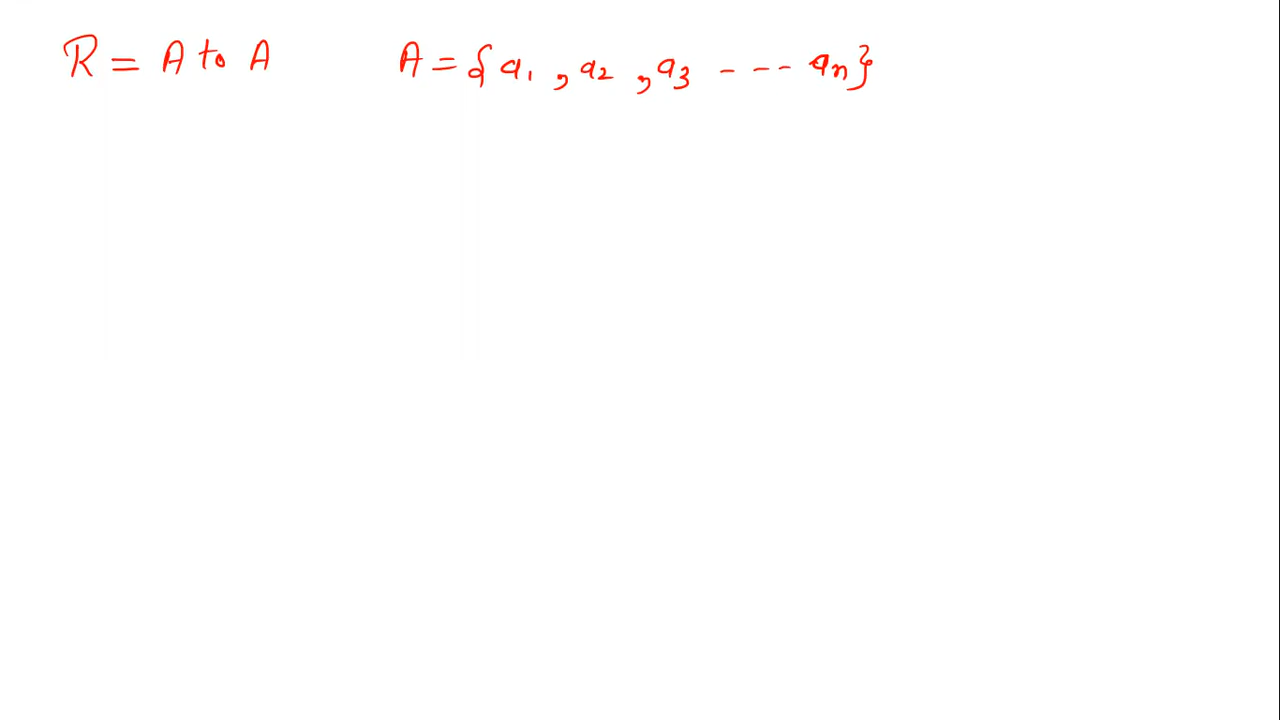 R = A to A A = {a1 , a2 , a3 - - - - an}